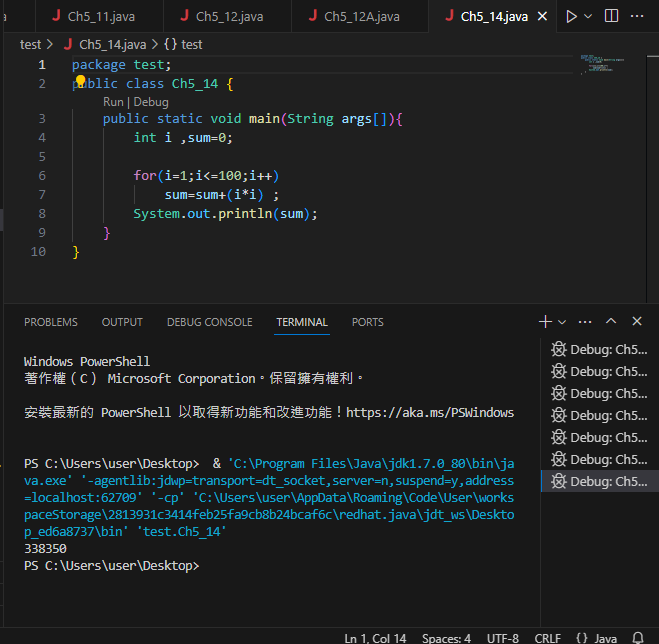 a J Ch5_11.java J Ch5_12.java J Ch5_12A.java J Ch5_14.java
test > J Ch5_14.java > {} test
1 package test;
2 public class Ch5_14 {
Run | Debug
3 public static void main(String args[]){
4 int i ,sum=0;
5
6 for(i=1;i<=100;i++)
7 sum=sum+(i*i) ;
8 System.out.println(sum);
9 }
10 }
PROBLEMS OUTPUT DEBUG CONSOLE TERMINAL PORTS
Windows PowerShell
著作權（C） Microsoft Corporation。保留擁有權利。
安裝最新的 PowerShell 以取得新功能和改進功能！https://aka.ms/PSWindows
PS C:\Users\user\Desktop> & 'C:\Program Files\Java\jdk1.7.0_80\bin\ja
va.exe' '-agentlib:jdwp=transport=dt_socket,server=n,suspend=y,address
=localhost:62709' '-cp' 'C:\Users\user\AppData\Roaming\Code\User\works
paceStorage\2813931c3414feb25fa9cb8b24bcaf6c\redhat.java\jdt_ws\Deskto
p_ed6a8737\bin' 'test.Ch5_14'
338350
PS C:\Users\user\Desktop>
Debug: Ch5...
Debug: Ch5...
Debug: Ch5...
Debug: Ch5...
Debug: Ch5...
Debug: Ch5...
Debug: Ch5...
Ln 1, Col 14 Spaces: 4 UTF-8 CRLF {} Java